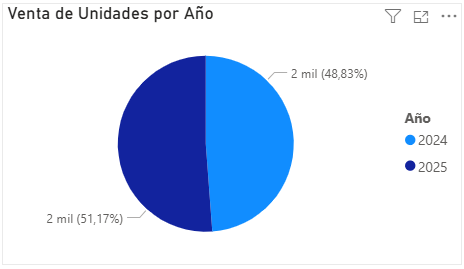 Venta de Unidades por Año
2 mil (48,83%)
Año
2024
2025
2 mil (51,17%)